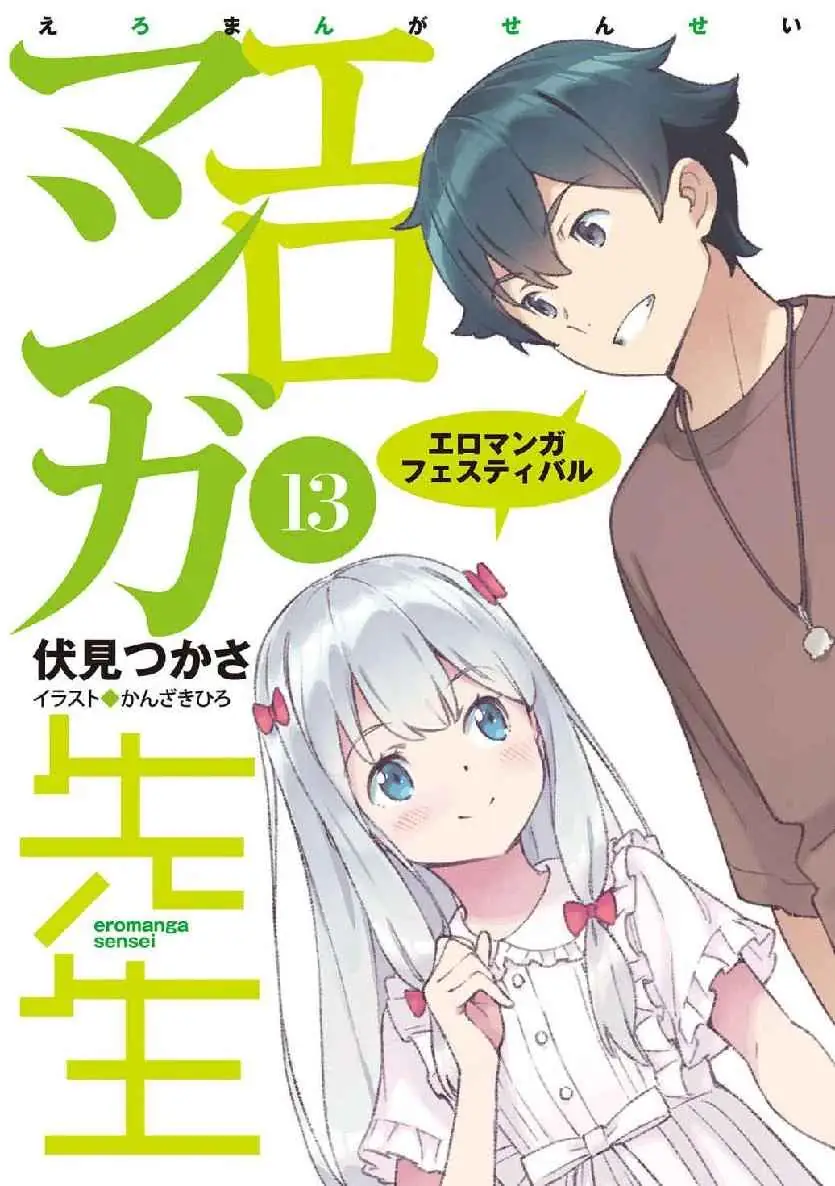 えろまんがせんせい
エロ
マンガ
先生
13
エロマンガ
フェスティバル
伏見つかさ
イラスト◆かんざきひろ
eromanga
sensei